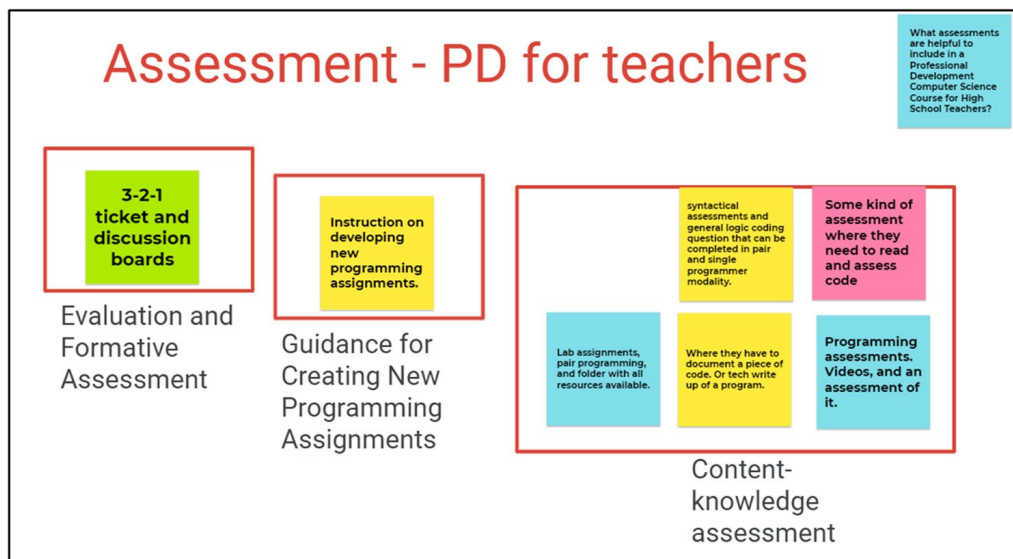 Assessment - PD for teachers
What assessments
are helpful to
include in a
Professional
Development
Computer Science
Course for High
School Teachers?
3-2-1
ticket and
discussion
boards
Evaluation and
Formative
Assessment
Instruction on
developing
new
programming
assignments.
Guidance for
Creating New
Programming
Assignments
syntactical
assessments and
general logic coding
question that can be
completed in pair
and single
programmer
modality.
Some kind of
assessment
where they
need to read
and assess
code
Lab assignments,
pair programming,
and folder with all
resources available.
Where they have to
document a piece of
code. Or tech write
up of a program.
Programming
assessments.
Videos, and an
assessment of
it.
Content-
knowledge
assessment